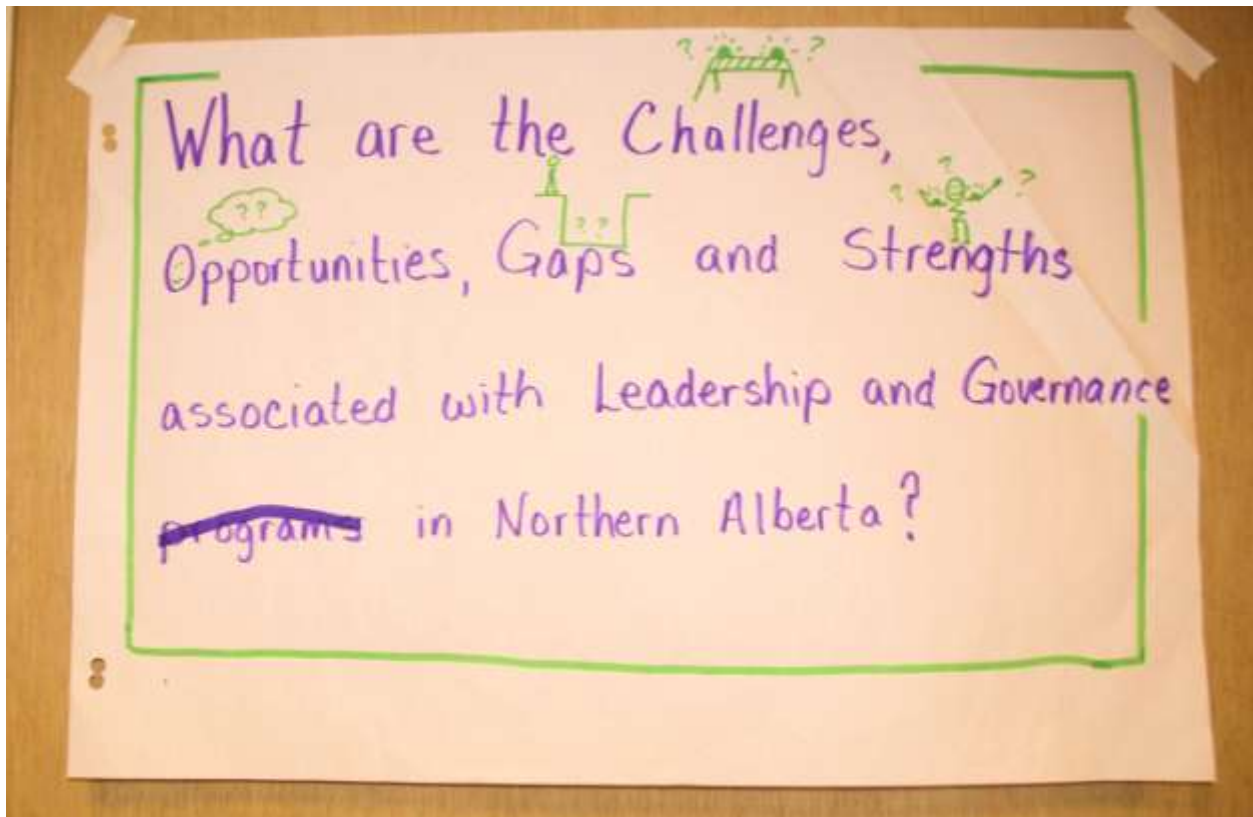 What are the Challenges,
Opportunities, Gaps and Strengths
associated with Leadership and Governance
programs in Northern Alberta?